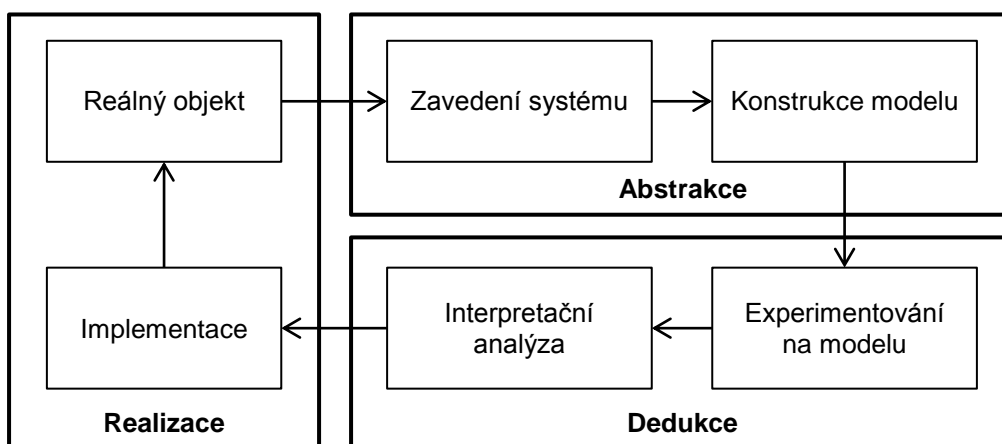 Reálný objekt
Zavedení systému
Konstrukce modelu
Abstrakce
Implementace
Interpretační
analýza
Experimentování
na modelu
Realizace
Dedukce